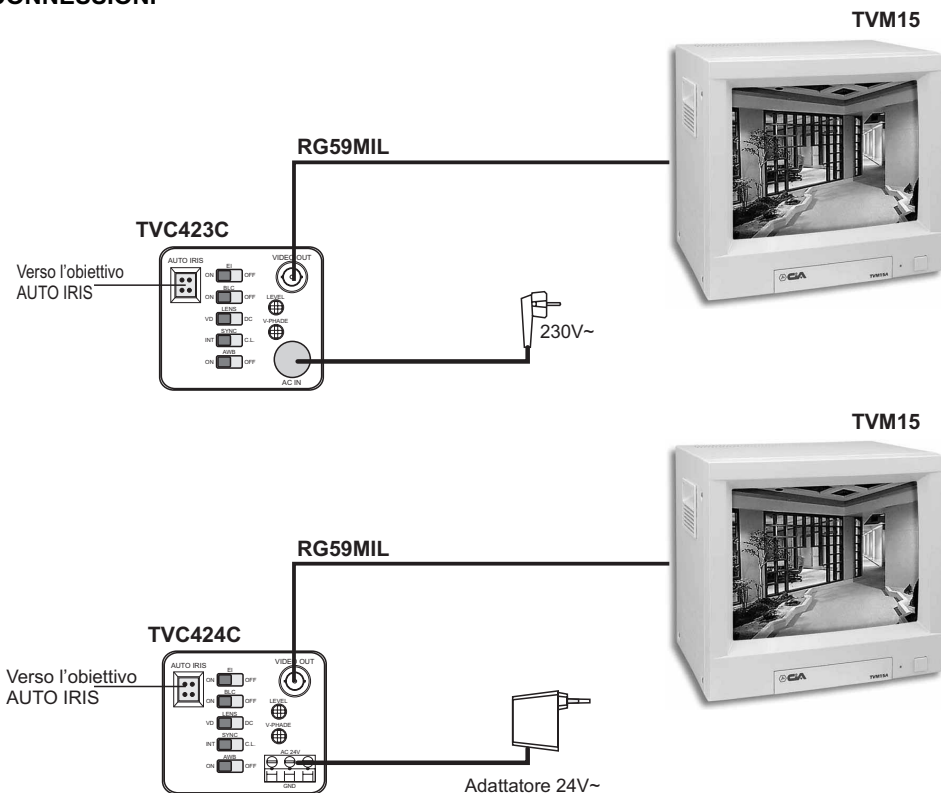 CONNESSIONI
TVM15
RG59MIL
TVC423C
AUTO IRIS
VIDEO OUT
EI
ON OFF
BLC
ON OFF
LEVEL
LENS
VD DC
V-PHADE
SYNC
INT C.L.
AWB
ON OFF
AC IN
Verso l'obiettivo
AUTO IRIS
230V~
CIA
TVM15A
TVM15
RG59MIL
TVC424C
AUTO IRIS
VIDEO OUT
EI
ON OFF
BLC
ON OFF
LEVEL
LENS
VD DC
V-PHADE
SYNC
INT C.L.
AC 24V
AWB
ON OFF
GND
Verso l'obiettivo
AUTO IRIS
Adattatore 24V~
CIA
TVM15A